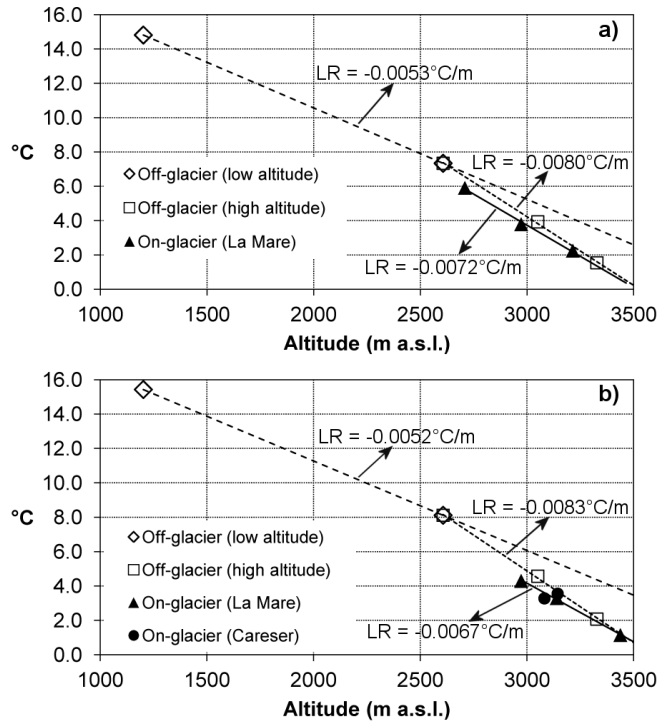 16.0
a)
14.0
12.0
LR = -0.0053°C/m
10.0
°C
8.0
LR = -0.0080°C/m
Off-glacier (low altitude)
6.0
Off-glacier (high altitude)
4.0
On-glacier (La Mare)
2.0
LR = -0.0072°C/m
0.0
1000 1500 2000 2500 3000 3500
Altitude (m a.s.l.)
16.0
b)
14.0
LR = -0.0052°C/m
12.0
10.0
°C
LR = -0.0083°C/m
8.0
Off-glacier (low altitude)
6.0
Off-glacier (high altitude)
4.0
On-glacier (La Mare)
2.0
On-glacier (Careser)
LR = -0.0067°C/m
0.0
1000 1500 2000 2500 3000 3500
Altitude (m a.s.l.)